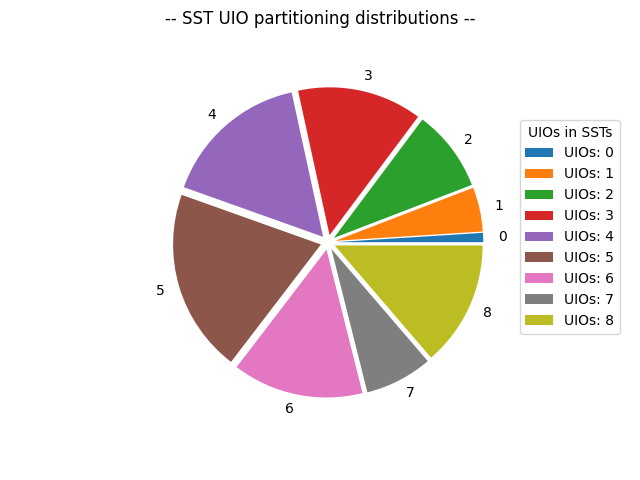 -- SST UIO partitioning distributions --
3
4
2
1
0
5
8
7
6
UIOs in SSTs
UIOs: 0
UIOs: 1
UIOs: 2
UIOs: 3
UIOs: 4
UIOs: 5
UIOs: 6
UIOs: 7
UIOs: 8